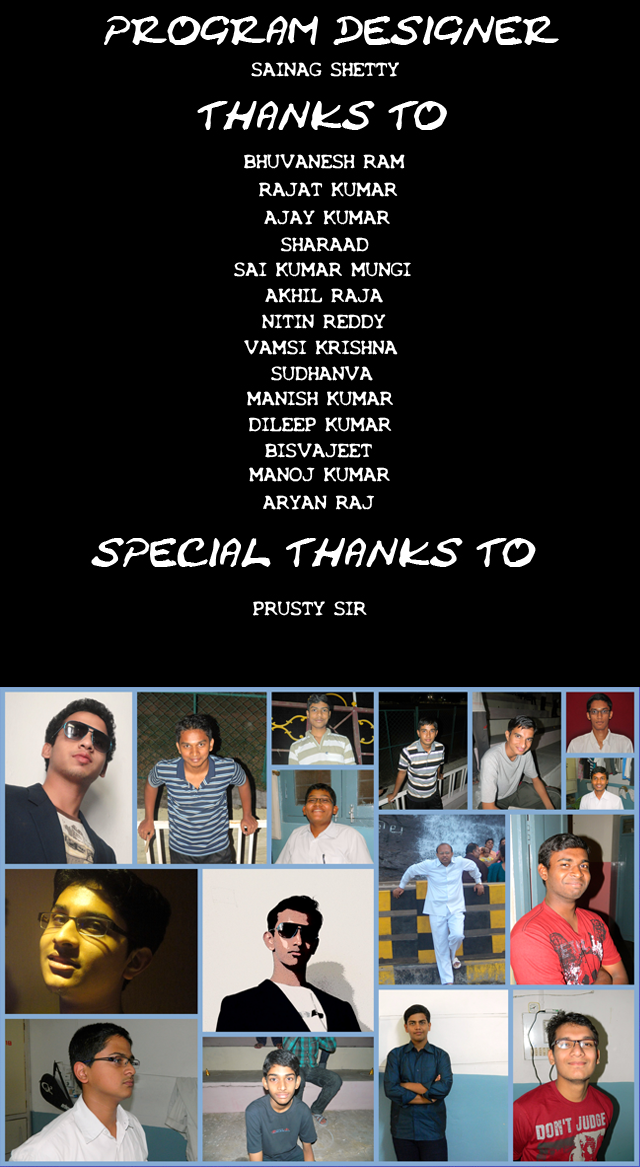 PROGRAM DESIGNER
SAINAG SHETTY
THANKS TO
BHUVANESH RAM
RAJAT KUMAR
AJAY KUMAR
SHARAAD
SAI KUMAR MUNGI
AKHIL RAJA
NITIN REDDY
VAMSI KRISHNA
SUDHANVA
MANISH KUMAR
DILEEP KUMAR
BISVAJEET
MANOJ KUMAR
ARYAN RAJ
SPECIAL THANKS TO
PRUSTY SIR
DON'T JUDGE